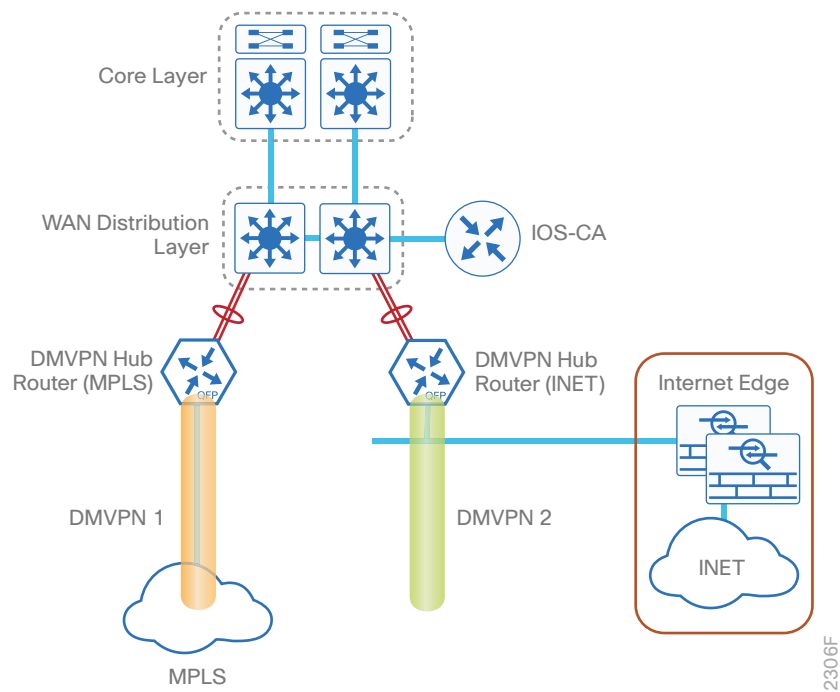 Core Layer
WAN Distribution
Layer
IOS-CA
DMVPN Hub
Router (MPLS)
QFP
DMVPN Hub
Router (INET)
QFP
Internet Edge
DMVPN 1
DMVPN 2
INET
MPLS
2306F